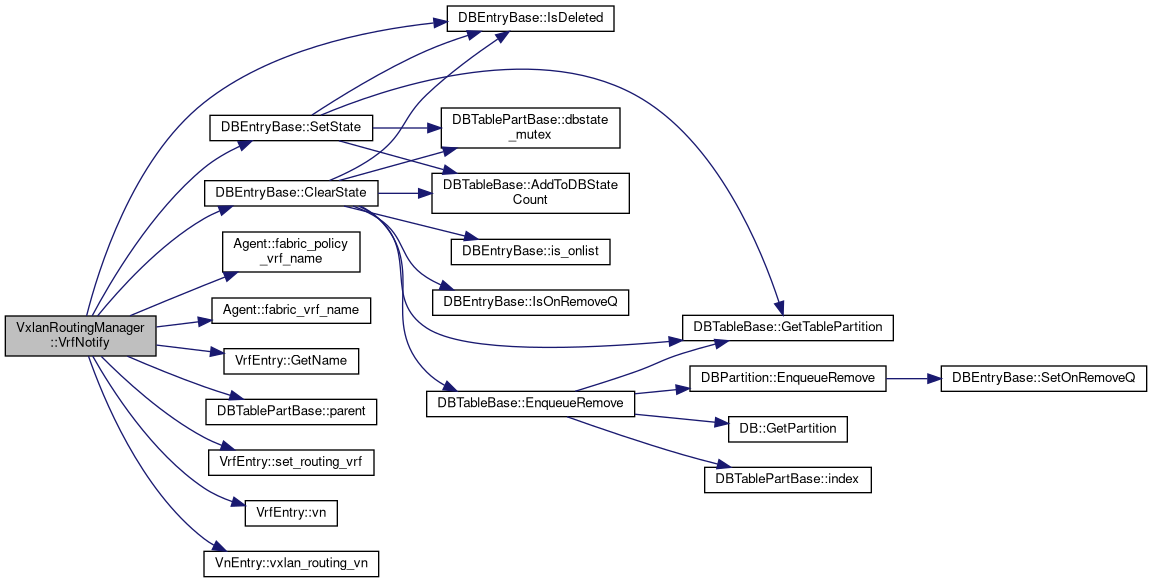 DBEntryBase::IsDeleted
DBEntryBase::SetState
DBTablePartBase::dbstate
_mutex
DBEntryBase::ClearState
DBTableBase::AddToDBState
Count
Agent::fabric_policy
_vrf_name
DBEntryBase::is_onlist
DBEntryBase::IsOnRemoveQ
Agent::fabric_vrf_name
VxlanRoutingManager
::VrfNotify
DBTableBase::GetTablePartition
VrfEntry::GetName
DBPartition::EnqueueRemove
DBEntryBase::SetOnRemoveQ
DBTablePartBase::parent
DBTableBase::EnqueueRemove
DB::GetPartition
VrfEntry::set_routing_vrf
DBTablePartBase::index
VrfEntry::vn
VnEntry::vxlan_routing_vn